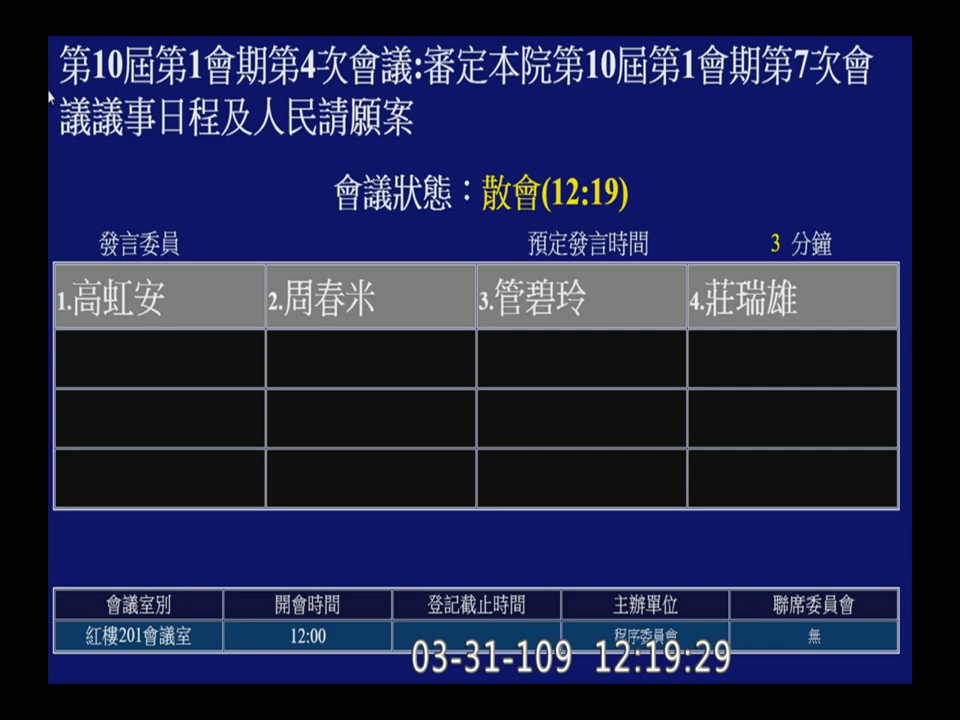 第10屆第1會期第4次會議:審定本院第10屆第1會期第7次會
議議事日程及人民請願案
會議狀態：散會(12:19)
發言委員 預定發言時間 3 分鐘
1.高虹安 2.周春米 3.管碧玲 4.莊瑞雄
會議室別 開會時間 登記截止時間 主辦單位 聯席委員會
紅樓201會議室 12:00 程序委員會 無
03-31-109 12:19:29